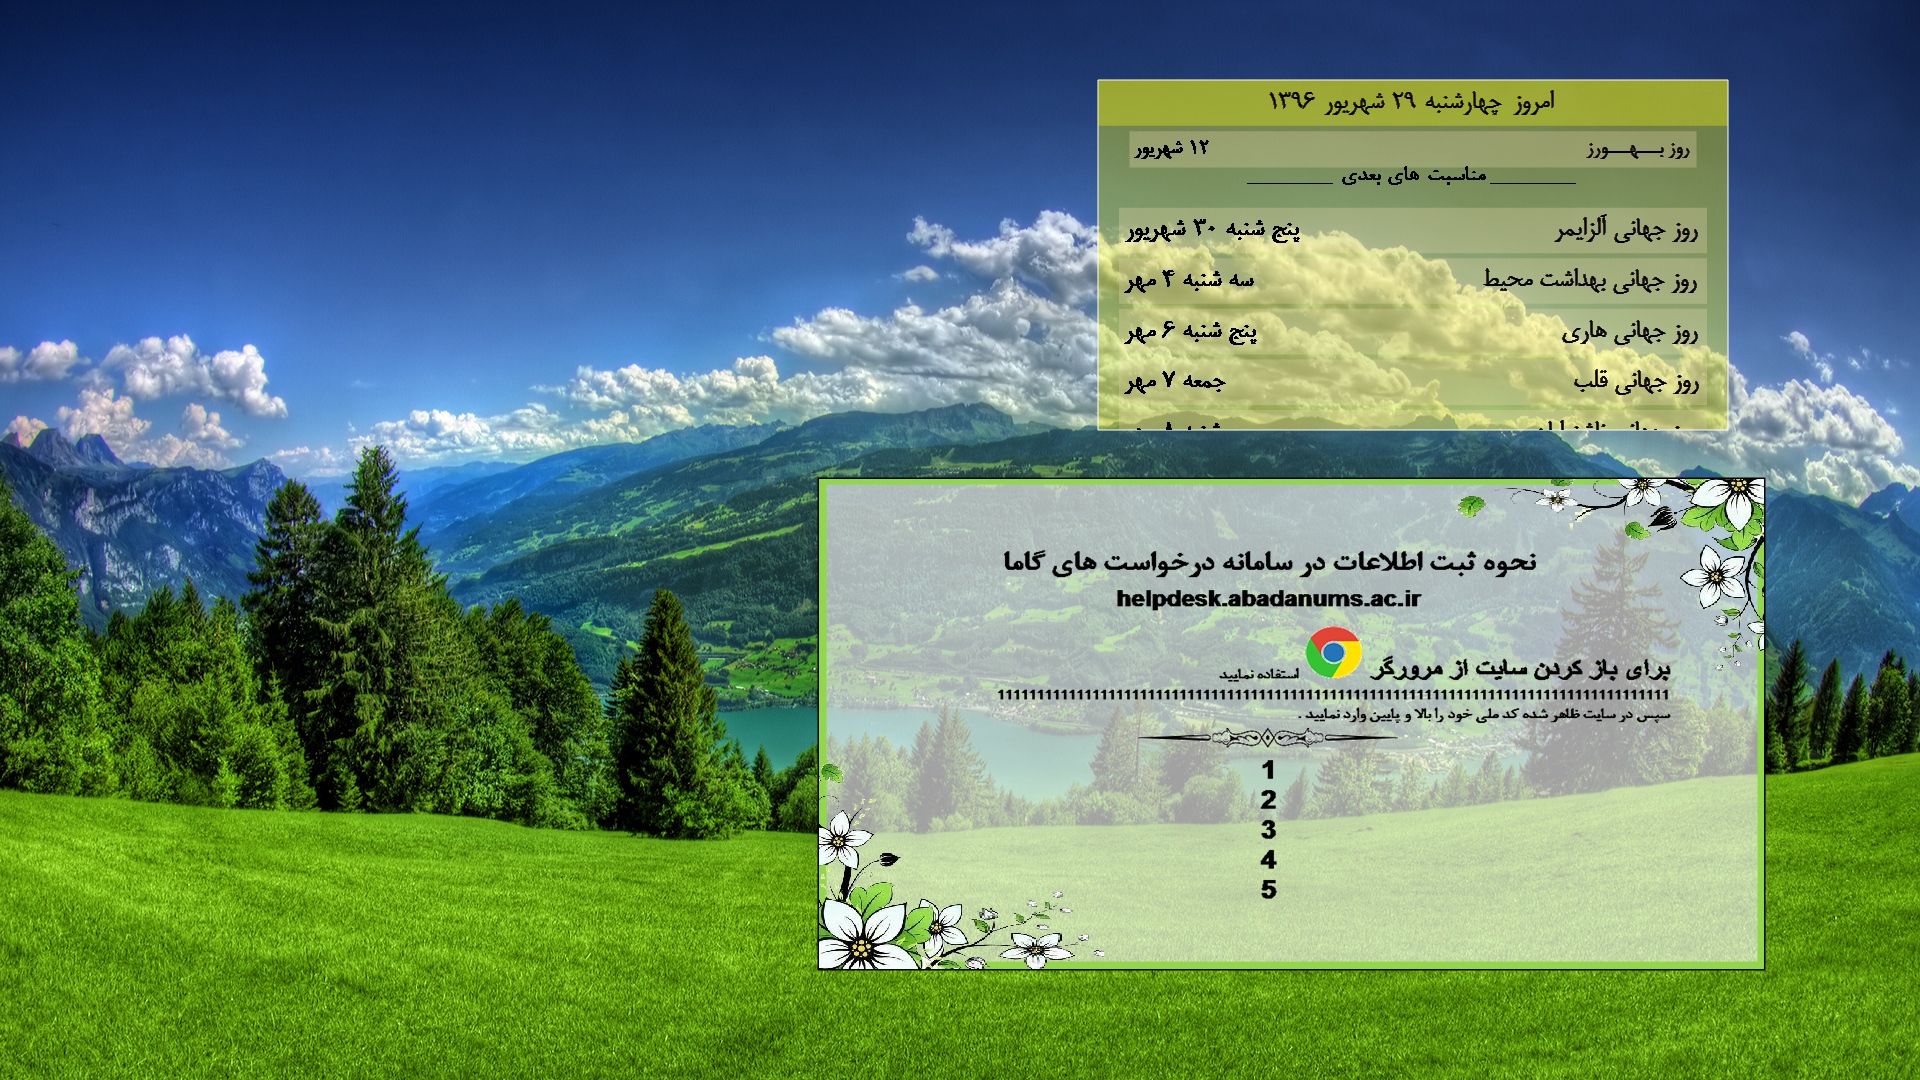 امروز چهارشنبه ۲۹ شهریور ۱۳۹۶
روز بـــهـــورز ۱۲ شهریور
_________ مناسبت های بعدی _________
روز جهانی آلزایمر پنج شنبه ۳۰ شهریور
روز جهانی بهداشت محیط سه شنبه ۴ مهر
روز جهانی هاری پنج شنبه ۶ مهر
روز جهانی قلب جمعه ۷ مهر
نحوه ثبت اطلاعات در سامانه درخواست های گاما
helpdesk.abadanums.ac.ir
برای باز کردن سایت از مرورگر استفاده نمایید
سپس در سایت ظاهر شده کد ملی خود را بالا و پایین وارد نمایید .
1
2
3
4
5